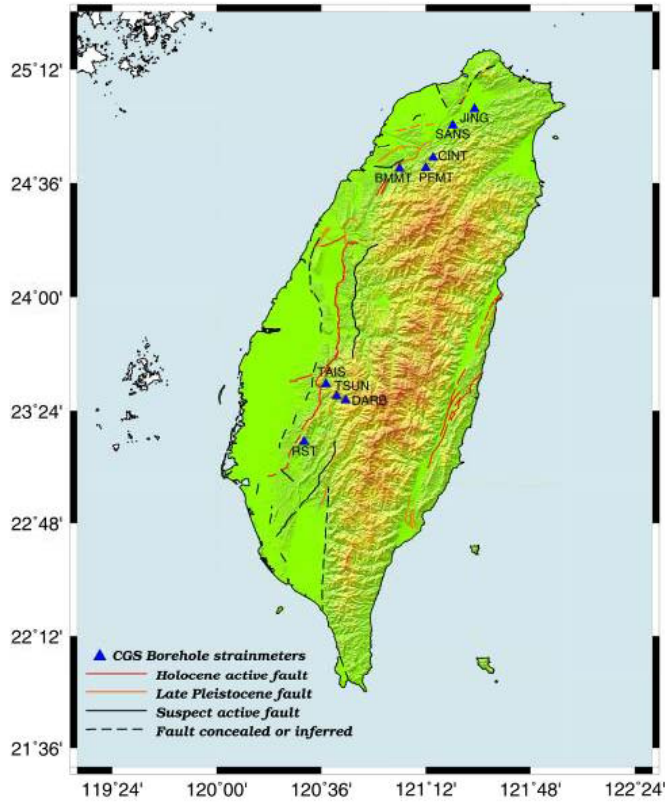 25°12'
24°36'
24°00'
23°24'
22°48'
22°12'
21°36'
JING
SANS
CINT
BMMT PFMT
TAIS
TSUN
DARB
RST
CGS Borehole strainmeters
Holocene active fault
Late Pleistocene fault
Suspect active fault
Fault concealed or inferred
119°24' 120°00' 120°36' 121°12' 121°48' 122°24'